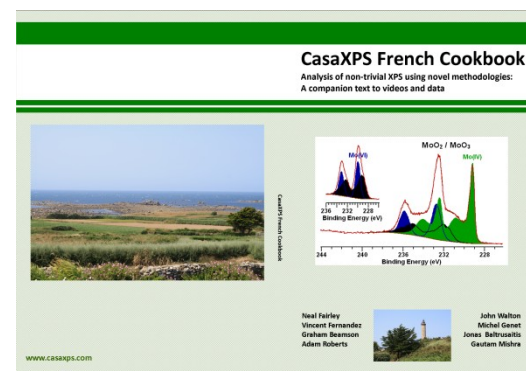 CasaXPS French Cookbook
Analysis of non-trivial XPS using novel methodologies:
A companion text to videos and data
CasaXPS French Cookbook
MoO₂ / MoO₃
Mo(VI)
Mo(IV)
236 232 228
Binding Energy (eV)
244 240 236 232 228
Binding Energy (eV)
Neal Fairley
Vincent Fernandez
Graham Beamson
Adam Roberts
John Walton
Michel Genet
Jonas Baltrusaitis
Gautam Mishra
www.casaxps.com